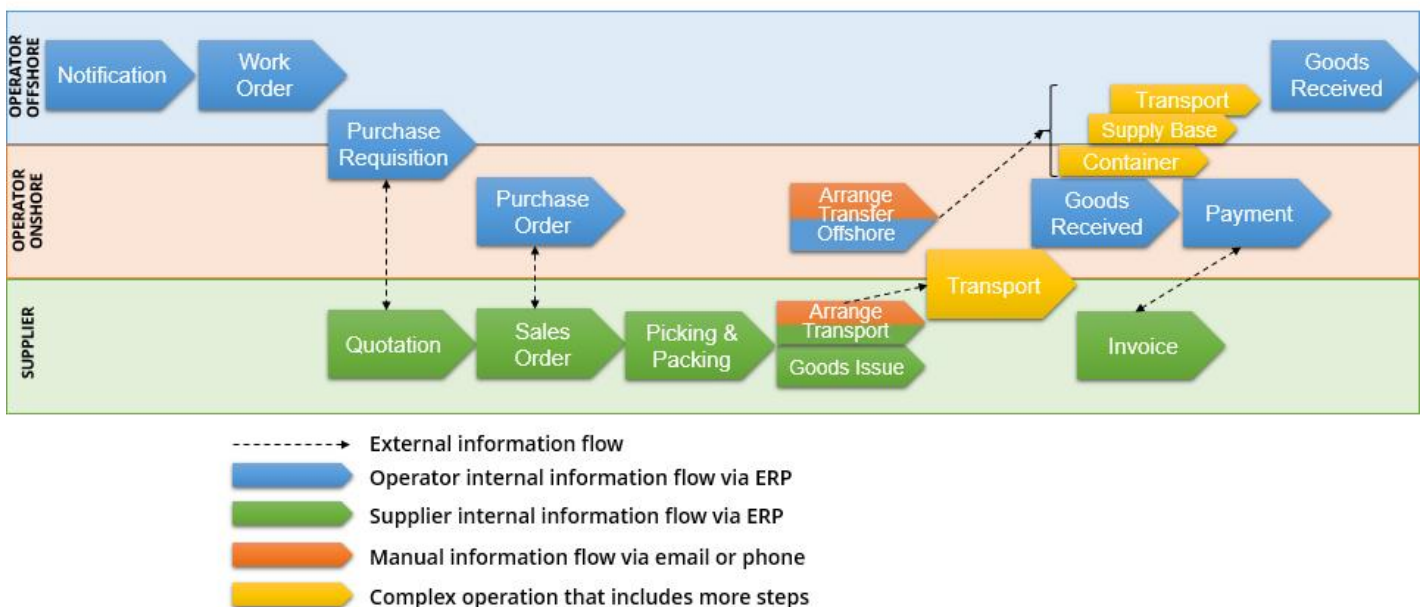 OPERATOR
OFFSHORE
Notification
Work
Order
Purchase
Requisition
Transport
Supply Base
Container
Goods
Received
OPERATOR
ONSHORE
Purchase
Order
Arrange
Transfer
Offshore
Goods
Received
Payment
Transport
SUPPLIER
Quotation
Sales
Order
Picking &
Packing
Arrange
Transport
Goods Issue
Invoice
External information flow
Operator internal information flow via ERP
Supplier internal information flow via ERP
Manual information flow via email or phone
Complex operation that includes more steps